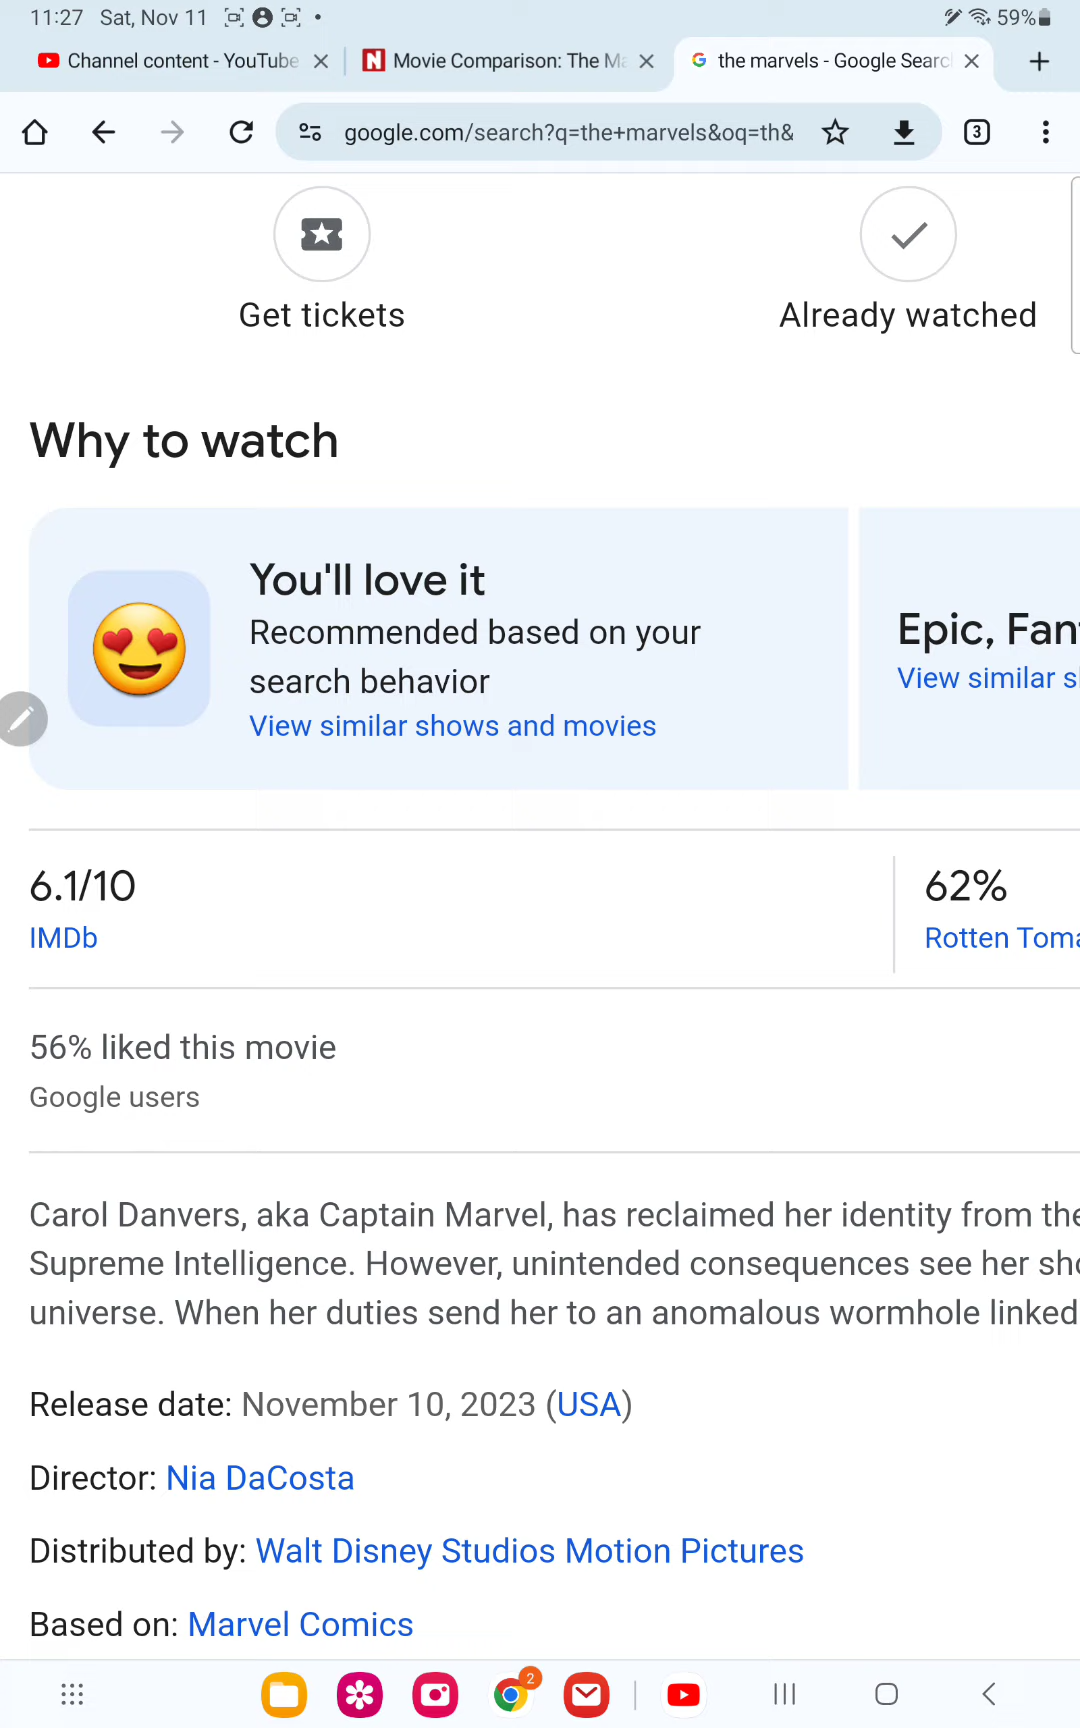 11:27 Sat, Nov 11
59%
Channel content - YouTube
Movie Comparison: The Ma
the marvels - Google Searc
google.com/search?q=the+marvels&oq=th&
3
Get tickets
Already watched
Why to watch
You'll love it
Recommended based on your
search behavior
View similar shows and movies
Epic, Fan
View similar s
6.1/10
IMDb
62%
Rotten Toma
56% liked this movie
Google users
Carol Danvers, aka Captain Marvel, has reclaimed her identity from the
Supreme Intelligence. However, unintended consequences see her sho
universe. When her duties send her to an anomalous wormhole linked
Release date: November 10, 2023 (USA)
Director: Nia DaCosta
Distributed by: Walt Disney Studios Motion Pictures
Based on: Marvel Comics
2